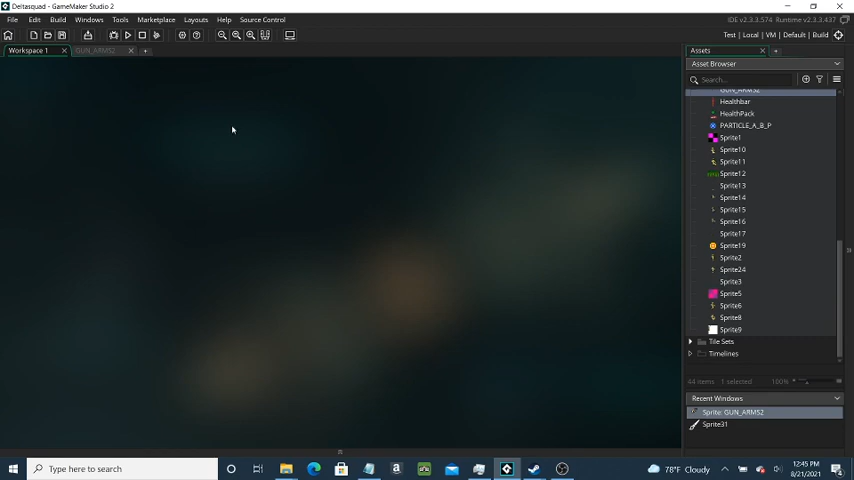 Deltasquad - GameMaker Studio 2
File Edit Build Windows Tools Marketplace Layouts Help Source Control
IDE v2.3.3.574 Runtime v2.3.3.437
Test | Local | VM | Default | Build
Workspace 1
GUN_ARMS2
Assets
Asset Browser
Search...
GUN_ARMS2
Healthbar
HealthPack
PARTICLE_A_B_P
Sprite1
Sprite10
Sprite11
Sprite12
Sprite13
Sprite14
Sprite15
Sprite16
Sprite17
Sprite19
Sprite2
Sprite24
Sprite3
Sprite5
Sprite6
Sprite8
Sprite9
Tile Sets
Timelines
44 items 1 selected 100%
Recent Windows
Sprite: GUN_ARMS2
Sprite31
Type here to search
78°F Cloudy
12:45 PM
8/21/2021
4